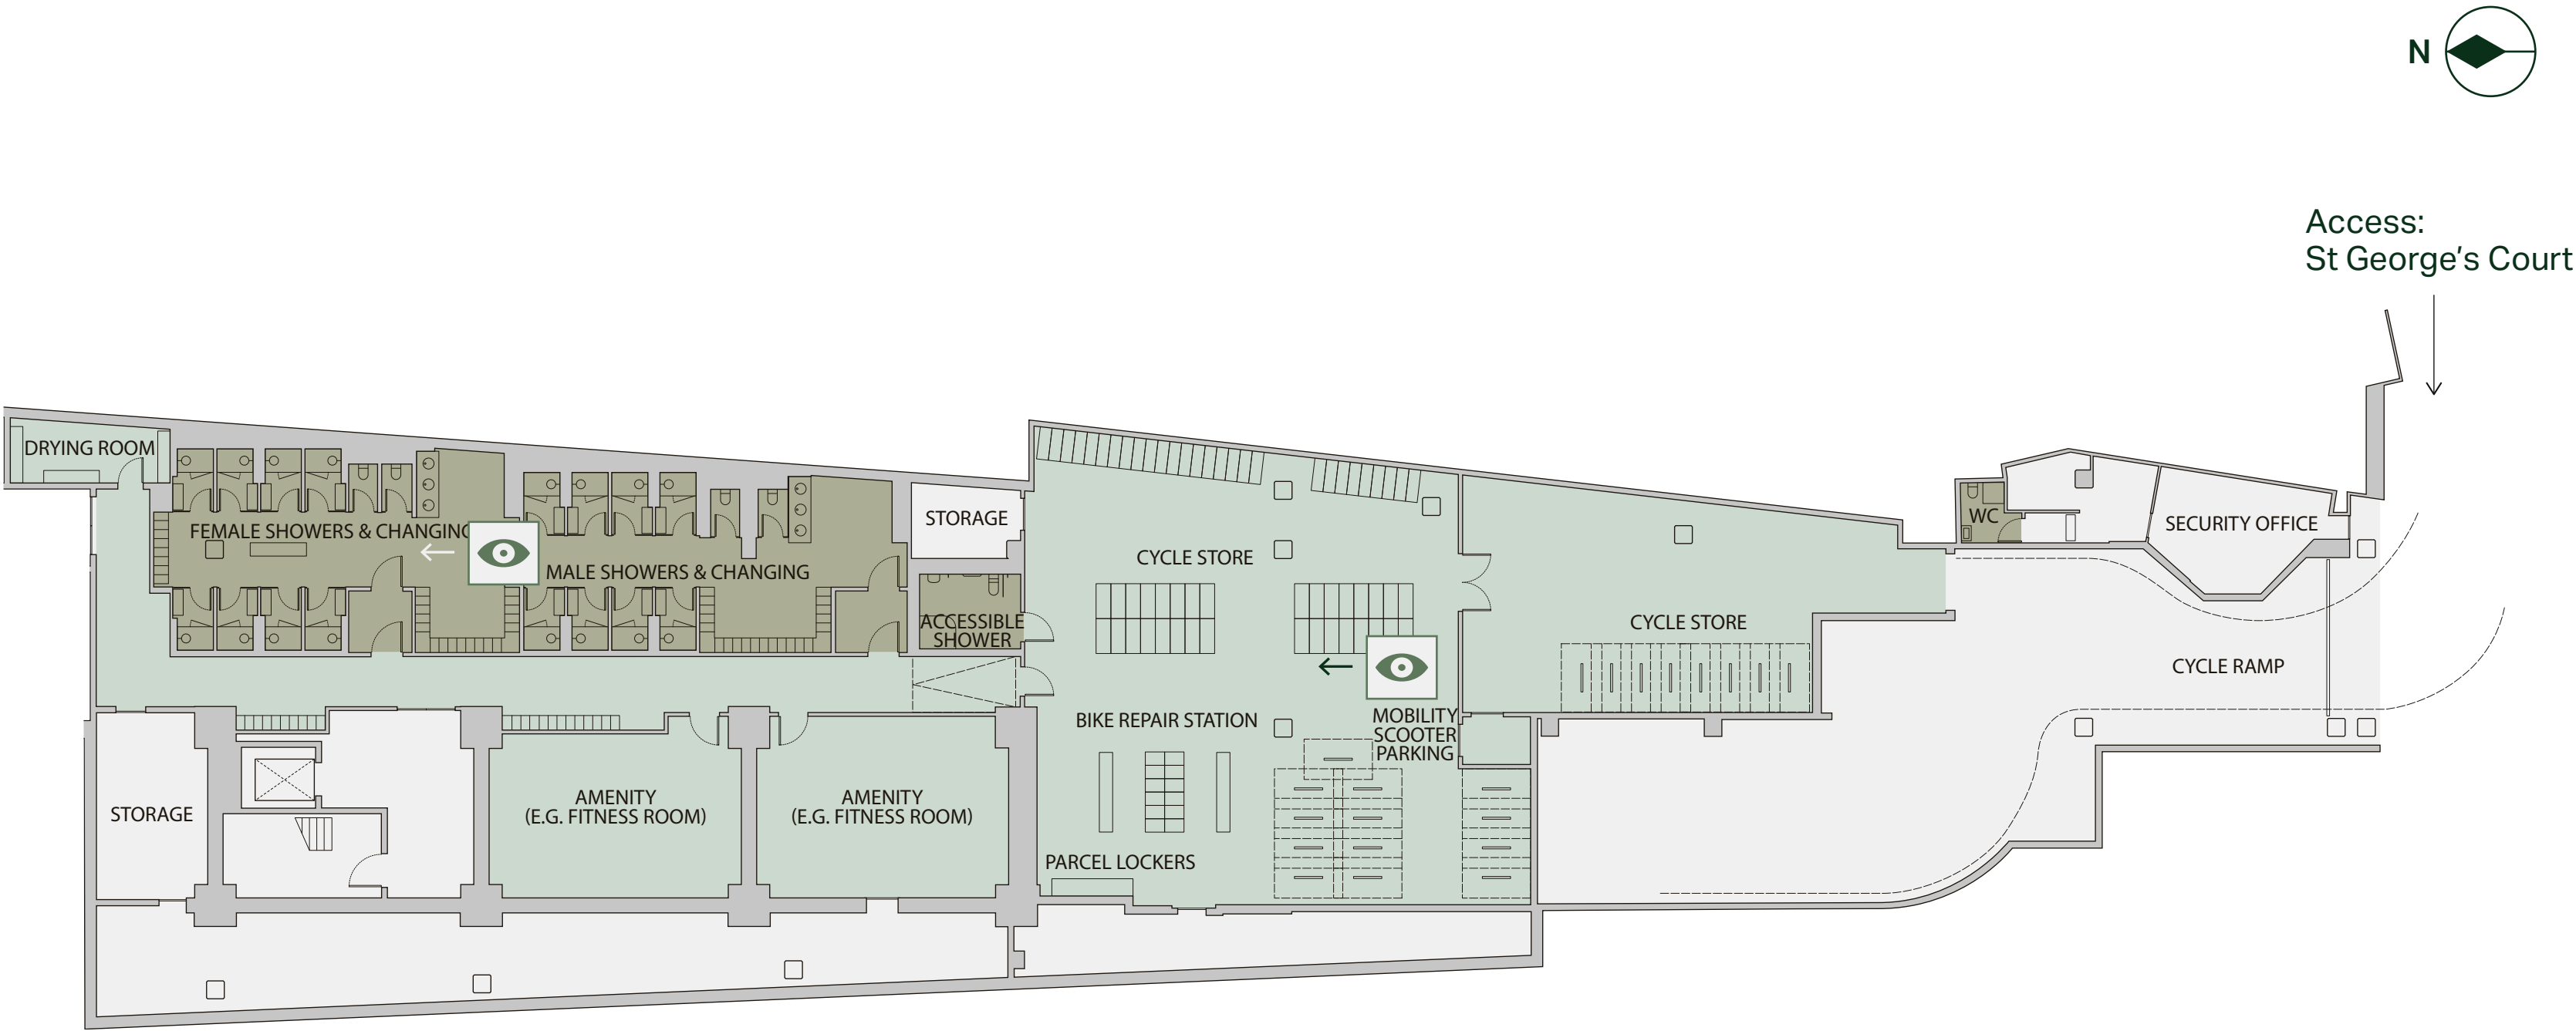 N
Access:
St George's Court
DRYING ROOM
FEMALE SHOWERS & CHANGING
MALE SHOWERS & CHANGING
STORAGE
ACCESSIBLE
SHOWER
CYCLE STORE
CYCLE STORE
WC
SECURITY OFFICE
CYCLE RAMP
BIKE REPAIR STATION
MOBILITY
SCOOTER
PARKING
STORAGE
AMENITY
(E.G. FITNESS ROOM)
AMENITY
(E.G. FITNESS ROOM)
PARCEL LOCKERS